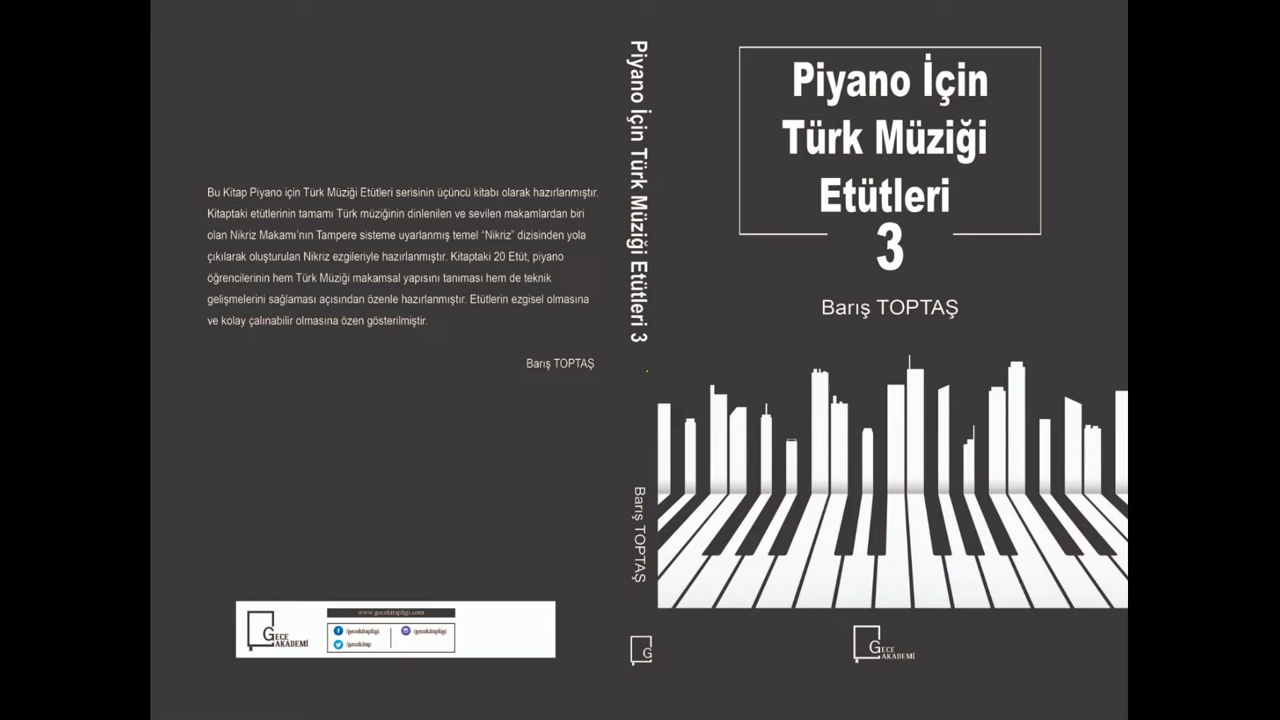 Bu Kitap Piyano için Türk Müziği Etütleri serisinin üçüncü kitabı olarak hazırlanmıştır.
Kitaptaki etütlerinin tamamı Türk müziğinin dinlenilen ve sevilen makamlardan biri
olan Nikriz Makamı’nın Tampere sisteme uyarlanmış temel “Nikriz” dizisinden yola
çıkılarak oluşturulan Nikriz ezgileriyle hazırlanmıştır. Kitaptaki 20 Etüt, piyano
öğrencilerinin hem Türk Müziği makamsal yapısını tanıması hem de teknik
gelişmelerini sağlaması açısından özenle hazırlanmıştır. Etütlerin ezgisel olmasına
ve kolay çalınabilir olmasına özen gösterilmiştir.
Barış TOPTAŞ
GECE
AKADEMİ
www.gecekitapligi.com
/gecekitapligi
/gecekitapligi
/gecekitap
Piyano İçin Türk Müziği Etütleri 3
Barış TOPTAŞ
G
Piyano İçin
Türk Müziği
Etütleri
3
Barış TOPTAŞ
GECE
AKADEMİ